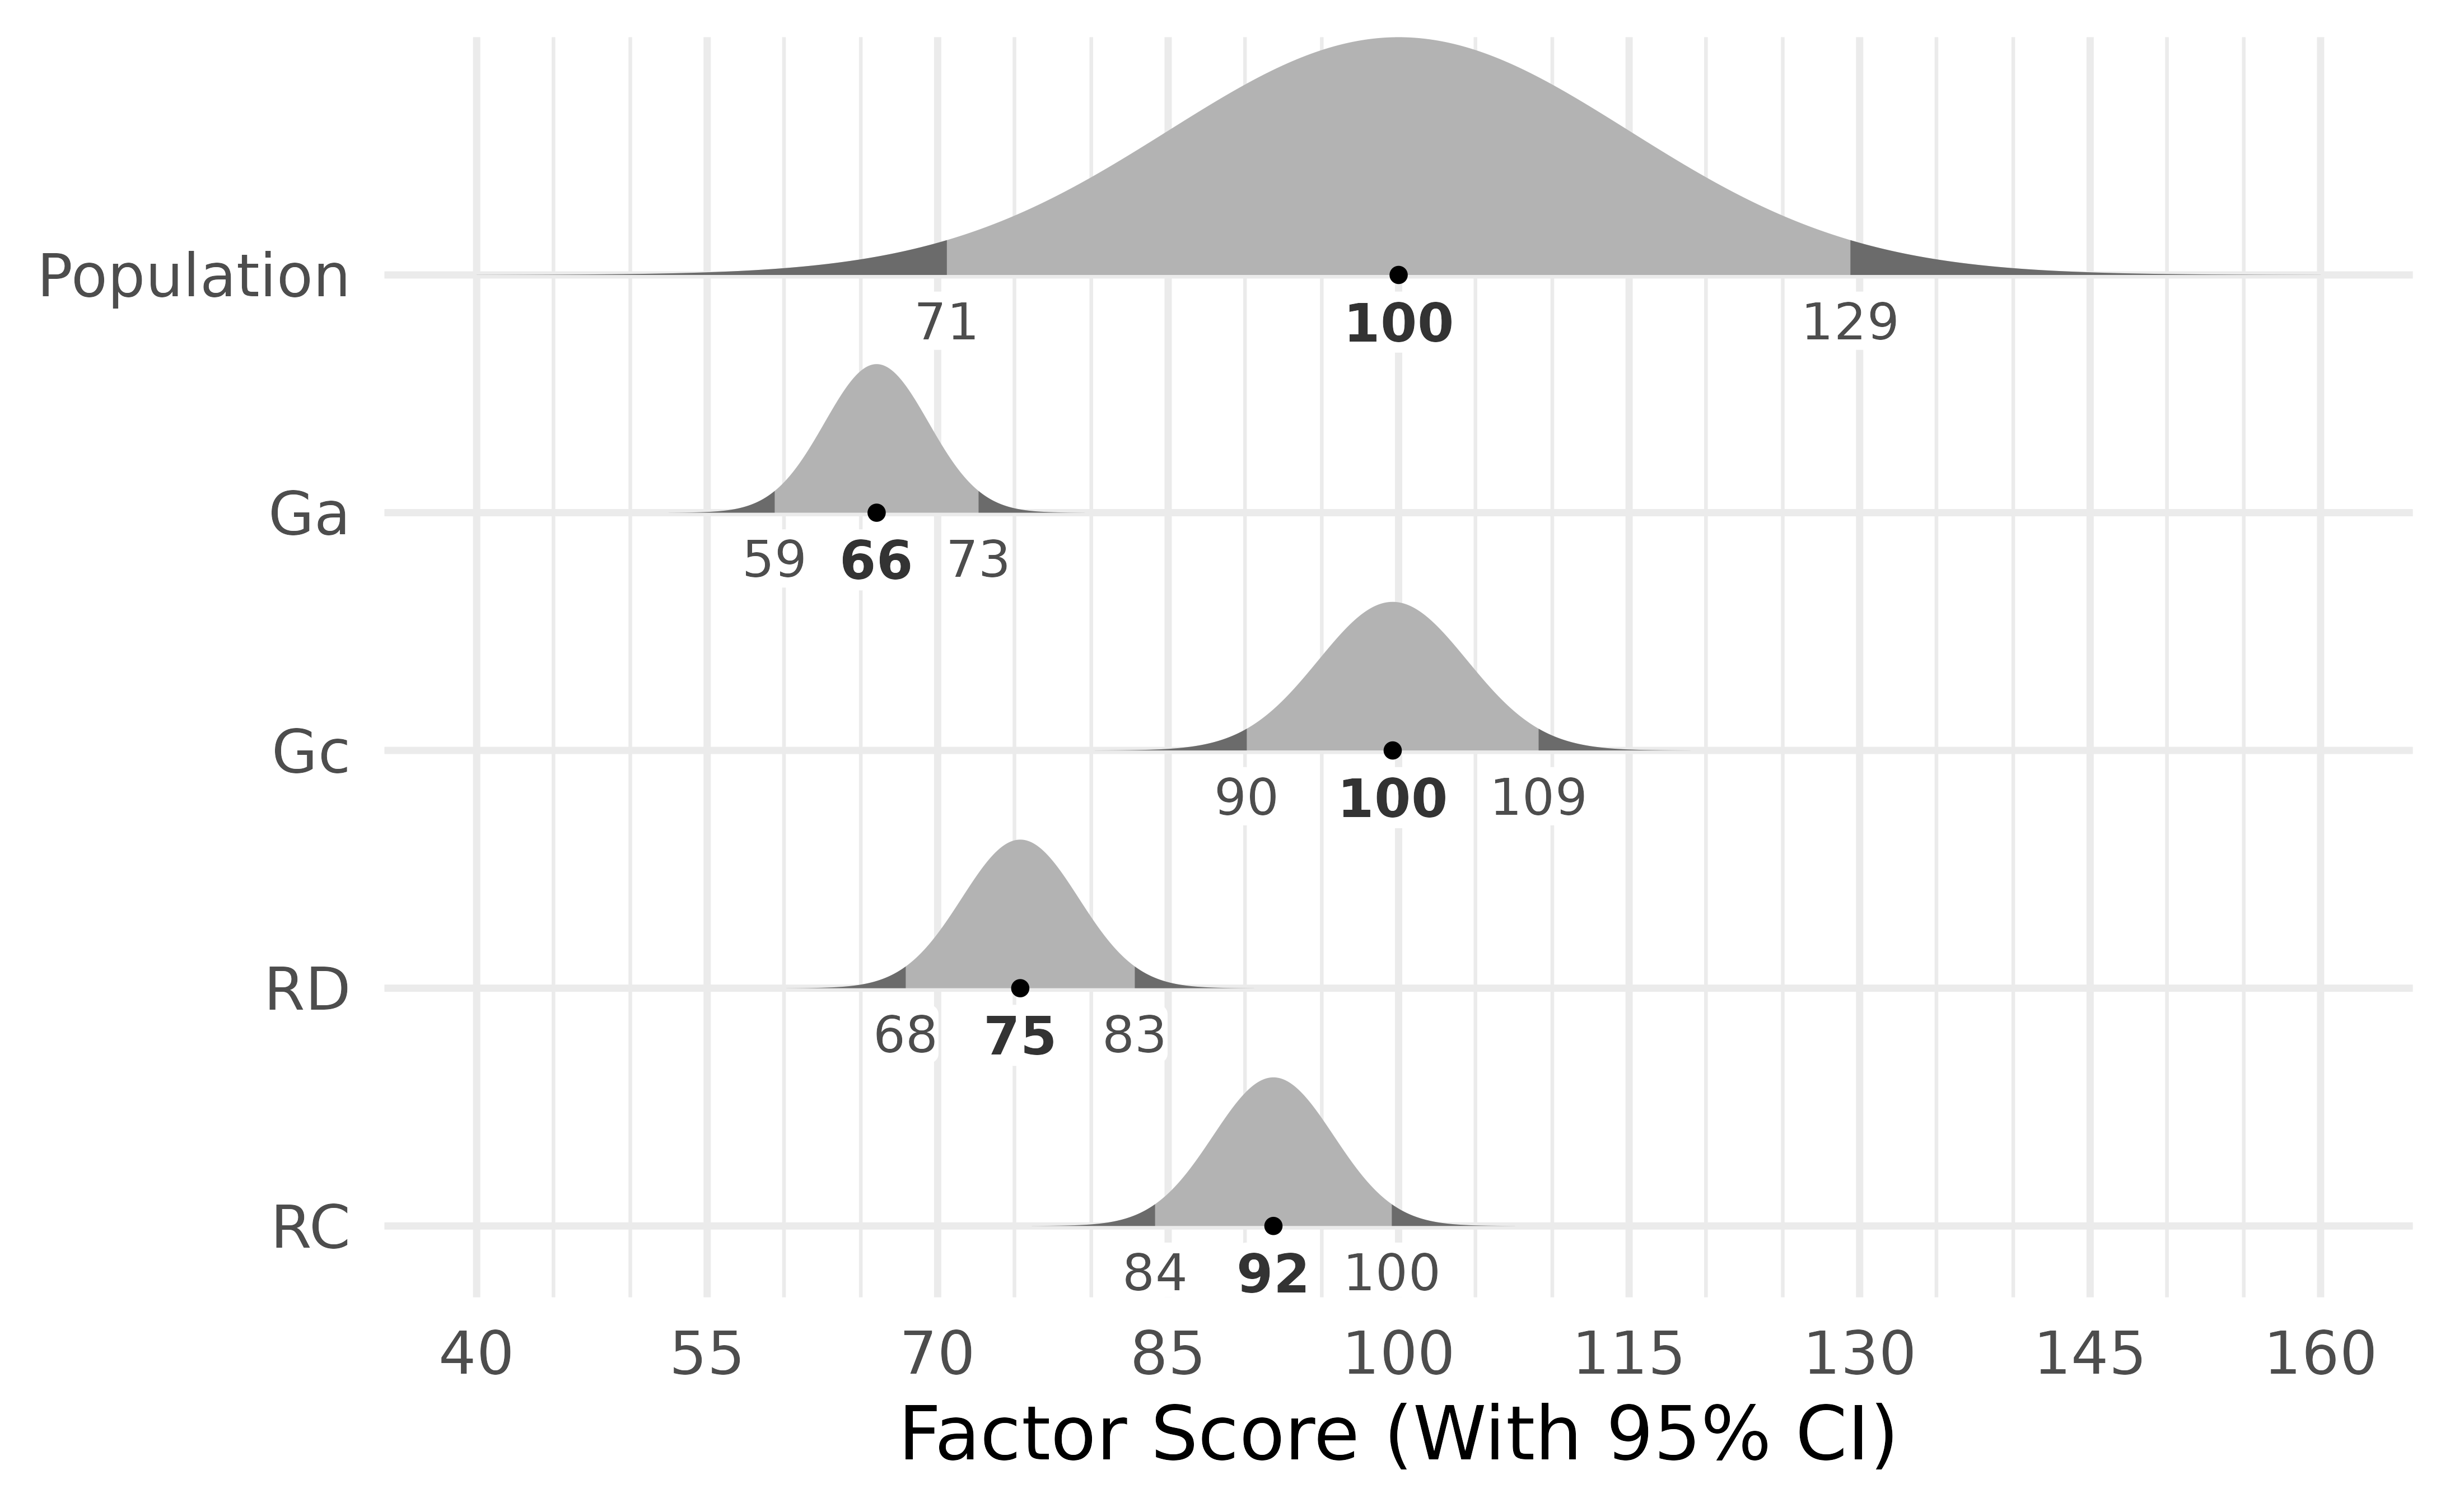 Population
71 100 129
Ga
59 66 73
Gc
90 100 109
RD
68 75 83
RC
84 92 100
40 55 70 85 100 115 130 145 160
Factor Score (With 95% CI)